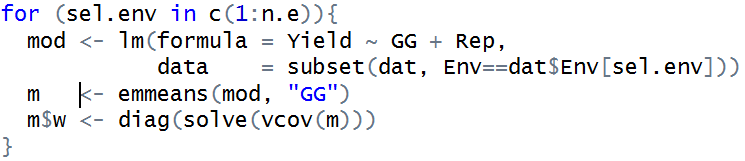 for (sel.env in c(1:n.e)){
  mod <- lm(formula = Yield ~ GG + Rep,
            data    = subset(dat, Env==dat$Env[sel.env]))
  m   <- emmeans(mod, "GG")
  m$w <- diag(solve(vcov(m)))
}